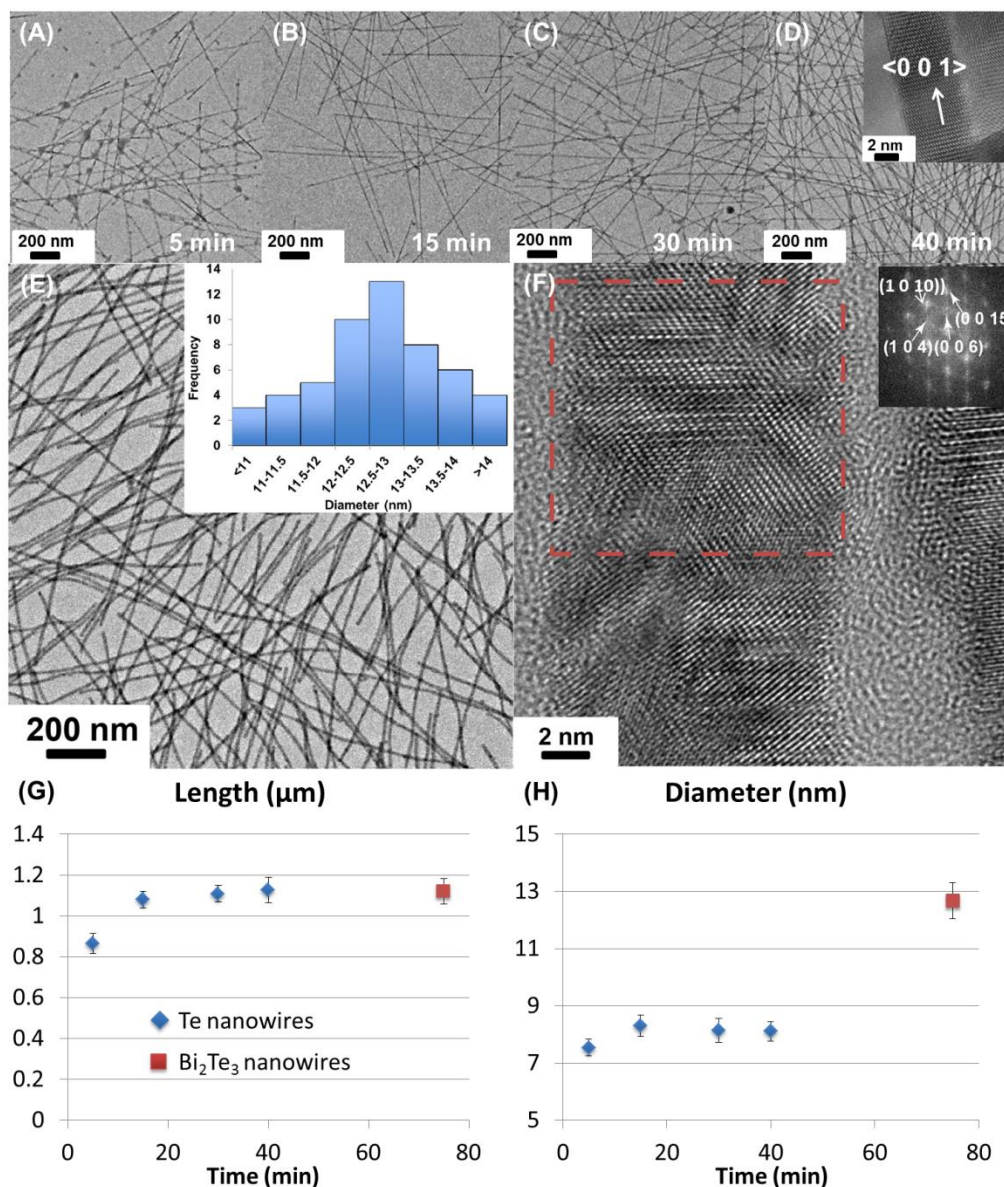 (A)
200 nm
5 min
(B)
200 nm
15 min
(C)
200 nm
30 min
(D)
<0 0 1>
2 nm
200 nm
40 min
(E)
14
12
10
8
6
4
2
0
Frequency
<11
11-11.5
11.5-12
12-12.5
12.5-13
13-13.5
13.5-14
>14
Diameter (nm)
200 nm
(F)
(1 0 10))
(0 0 15
(1 0 4)(0 0 6)
2 nm
(G) Length (μm)
1.4
1.2
1
0.8
0.6
0.4
0.2
0
Te nanowires
Bi₂Te₃ nanowires
0 20 40 60 80
Time (min)
(H) Diameter (nm)
15
13
11
9
7
5
0 20 40 60 80
Time (min)